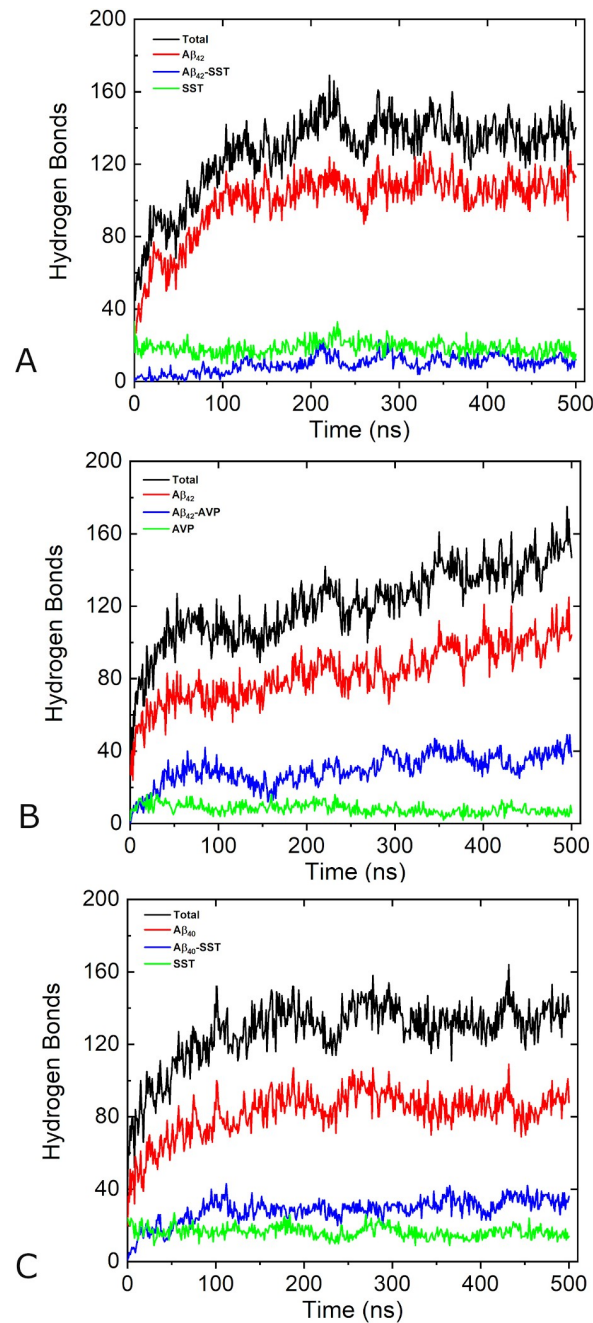 200
160
120
80
40
0
Hydrogen Bonds
Total
Aβ₄₂
Aβ₄₂-SST
SST
A
0 100 200 300 400 500
Time (ns)
200
160
120
80
40
0
Hydrogen Bonds
Total
Aβ₄₂
Aβ₄₂-AVP
AVP
B
0 100 200 300 400 500
Time (ns)
200
160
120
80
40
0
Hydrogen Bonds
Total
Aβ₄₀
Aβ₄₀-SST
SST
C
0 100 200 300 400 500
Time (ns)